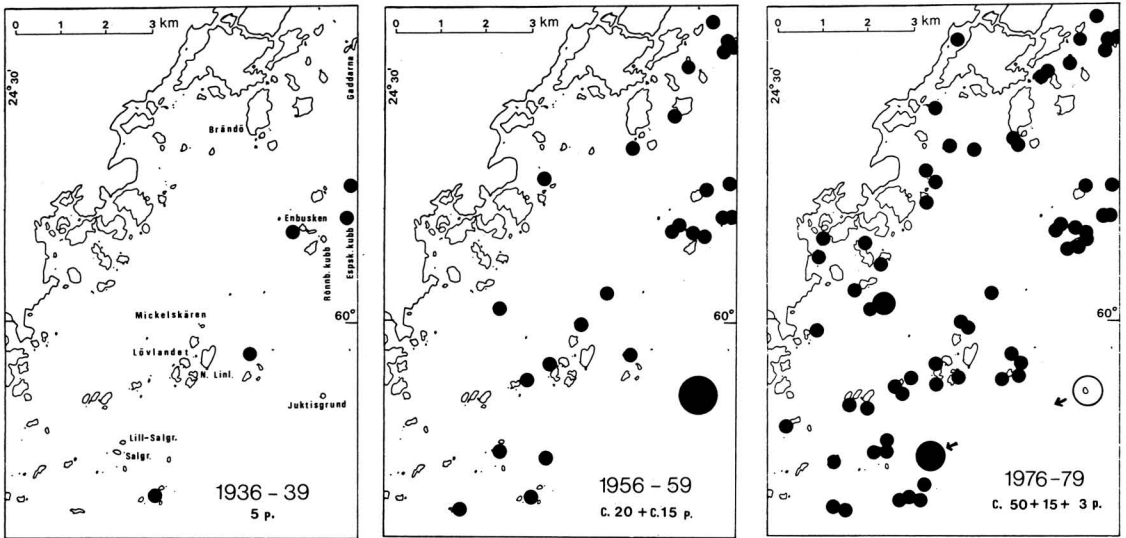 0 1 2 3 km
24°30'
Gaddarna
Brändö
Enbusken
Rönnb. kubb
Espsk. kubb
Mickelskären
60°
Lövlandet
N. Linl.
Juktisgrund
Lill-Salgr.
Salgr.
1936 – 39
5 p.
0 1 2 3 km
24°30'
60°
1956 – 59
c. 20 + c. 15 p.
0 1 2 3 km
24°30'
60°
1976–79
c. 50 + 15 + 3 p.